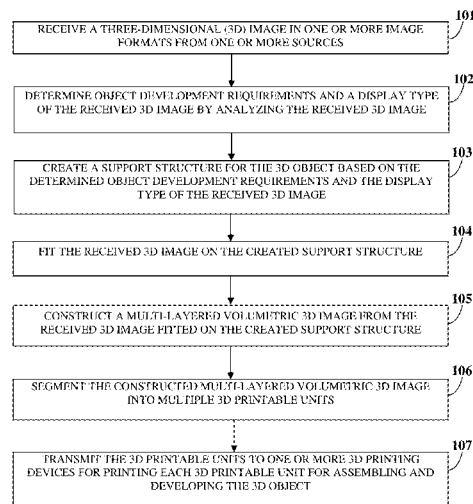 101
RECEIVE A THREE-DIMENSIONAL (3D) IMAGE IN ONE OR MORE IMAGE
FORMATS FROM ONE OR MORE SOURCES
102
DETERMINE OBJECT DEVELOPMENT REQUIREMENTS AND A DISPLAY TYPE
OF THE RECEIVED 3D IMAGE BY ANALYZING THE RECEIVED 3D IMAGE
103
CREATE A SUPPORT STRUCTURE FOR THE 3D OBJECT BASED ON THE
DETERMINED OBJECT DEVELOPMENT REQUIREMENTS AND THE DISPLAY
TYPE OF THE RECEIVED 3D IMAGE
104
FIT THE RECEIVED 3D IMAGE ON THE CREATED SUPPORT STRUCTURE
105
CONSTRUCT A MULTI-LAYERED VOLUMETRIC 3D IMAGE FROM THE
RECEIVED 3D IMAGE FITTED ON THE CREATED SUPPORT STRUCTURE
106
SEGMENT THE CONSTRUCTED MULTI-LAYERED VOLUMETRIC 3D IMAGE
INTO MULTIPLE 3D PRINTABLE UNITS
107
TRANSMIT THE 3D PRINTABLE UNITS TO ONE OR MORE 3D PRINTING
DEVICES FOR PRINTING EACH 3D PRINTABLE UNIT FOR ASSEMBLING AND
DEVELOPING THE 3D OBJECT